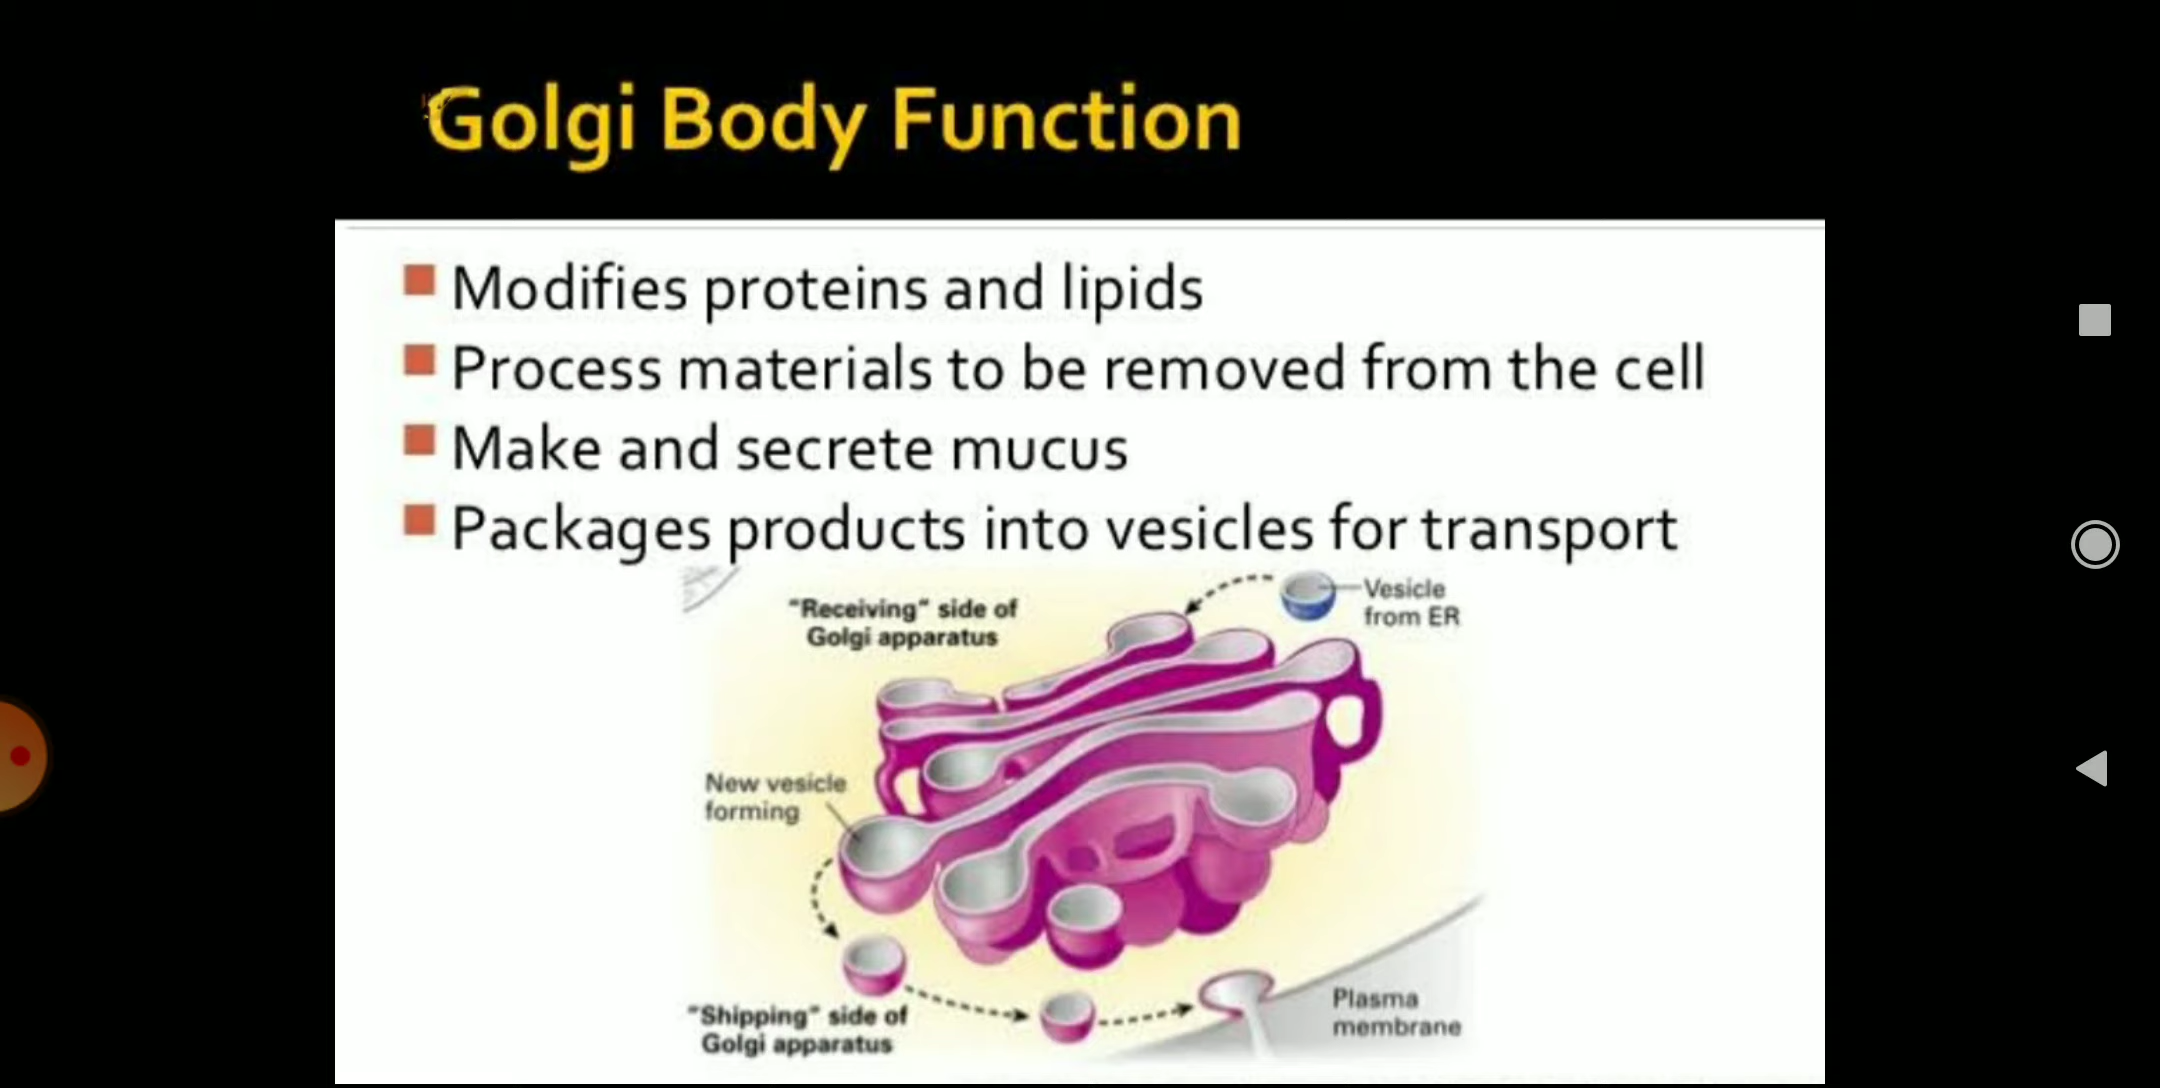 Golgi Body Function
Modifies proteins and lipids
Process materials to be removed from the cell
Make and secrete mucus
Packages products into vesicles for transport
"Receiving" side of
Golgi apparatus
Vesicle
from ER
New vesicle
forming
"Shipping" side of
Golgi apparatus
Plasma
membrane